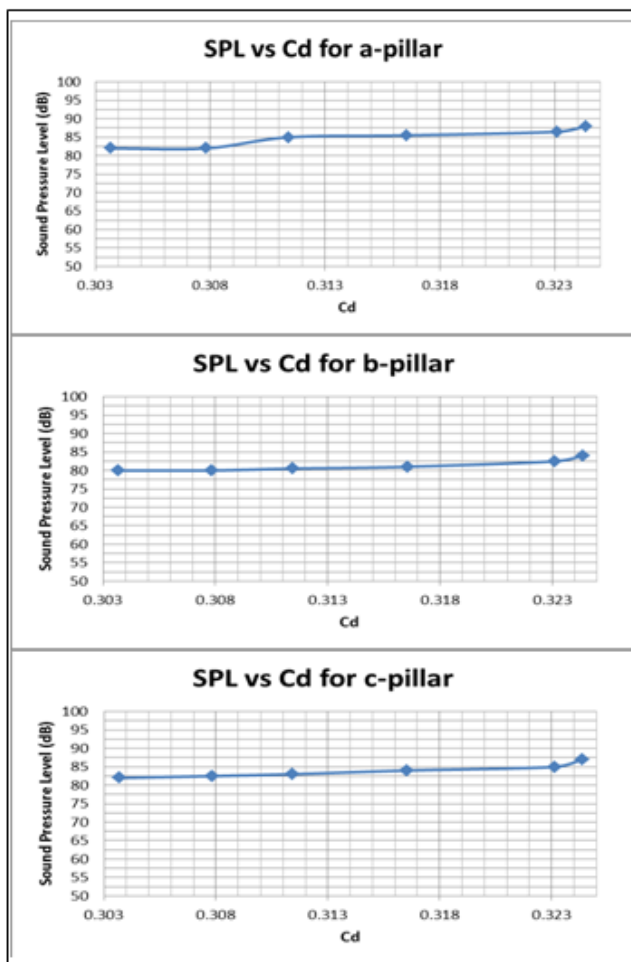 SPL vs Cd for a-pillar
Sound Pressure Level (dB)
100
95
90
85
80
75
70
65
60
55
50
0.303 0.308 0.313 0.318 0.323
Cd
SPL vs Cd for b-pillar
Sound Pressure Level (dB)
100
95
90
85
80
75
70
65
60
55
50
0.303 0.308 0.313 0.318 0.323
Cd
SPL vs Cd for c-pillar
Sound Pressure Level (dB)
100
95
90
85
80
75
70
65
60
55
50
0.303 0.308 0.313 0.318 0.323
Cd